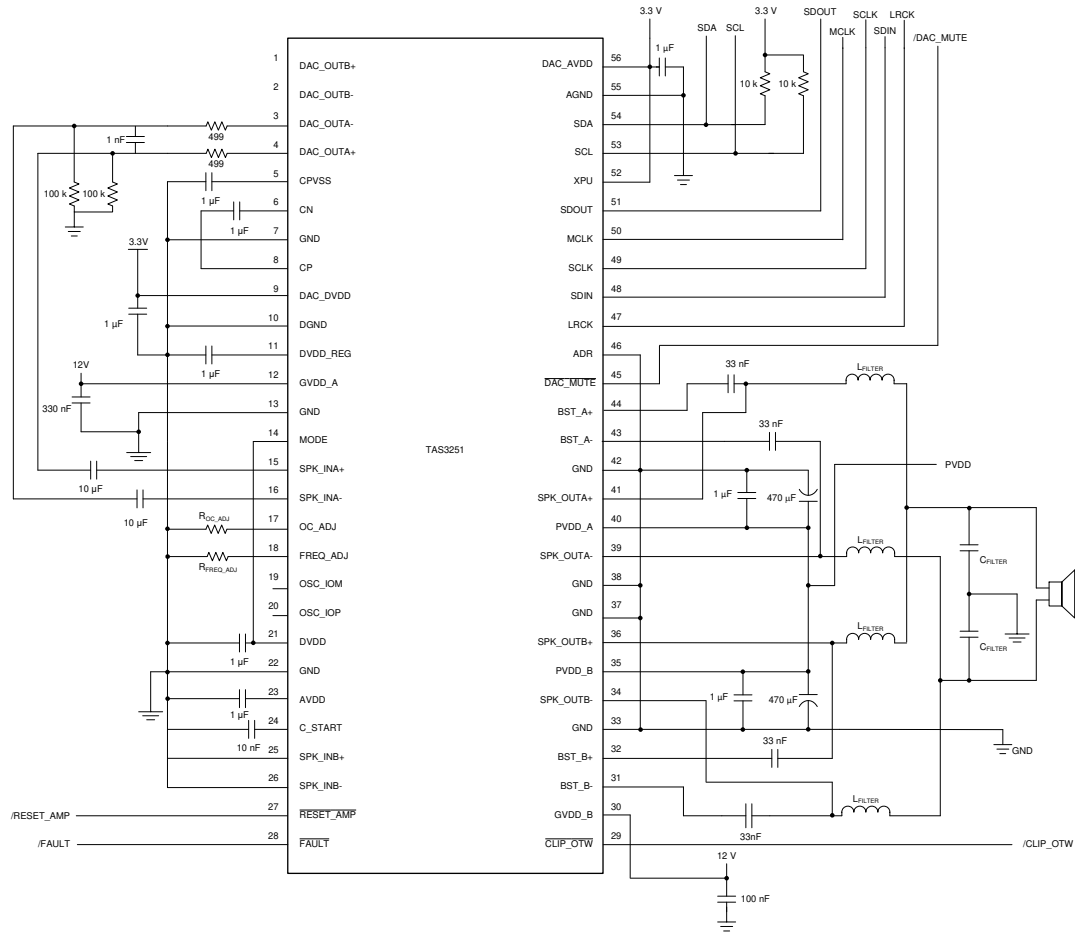 3.3 V
3.3 V
SDA
SCL
SDOUT
MCLK
SCLK
SDIN
LRCK
/DAC_MUTE
1 µF
10 k
10 k
TAS3251
1 DAC_OUTB+
2 DAC_OUTB-
3 DAC_OUTA-
4 DAC_OUTA+
5 CPVSS
6 CN
7 GND
8 CP
9 DAC_DVDD
10 DGND
11 DVDD_REG
12 GVDD_A
13 GND
14 MODE
15 SPK_INA+
16 SPK_INA-
17 OC_ADJ
18 FREQ_ADJ
19 OSC_IOM
20 OSC_IOP
21 DVDD
22 GND
23 AVDD
24 C_START
25 SPK_INB+
26 SPK_INB-
27 RESET_AMP
28 FAULT
DAC_AVDD 56
AGND 55
SDA 54
SCL 53
XPU 52
SDOUT 51
MCLK 50
SCLK 49
SDIN 48
LRCK 47
ADR 46
DAC_MUTE 45
BST_A+ 44
BST_A- 43
GND 42
SPK_OUTA+ 41
PVDD_A 40
SPK_OUTA- 39
GND 38
GND 37
SPK_OUTB+ 36
PVDD_B 35
SPK_OUTB- 34
GND 33
BST_B+ 32
BST_B- 31
GVDD_B 30
CLIP_OTW 29
499
1 nF
499
100 k
100 k
1 µF
1 µF
3.3V
1 µF
1 µF
12V
330 nF
10 µF
10 µF
ROC_ADJ
RFREQ_ADJ
1 µF
1 µF
10 nF
/RESET_AMP
/FAULT
33 nF
LFILTER
33 nF
PVDD
1 µF
470 µF
LFILTER
CFILTER
LFILTER
CFILTER
1 µF
470 µF
33 nF
GND
LFILTER
33nF
/CLIP_OTW
12 V
100 nF